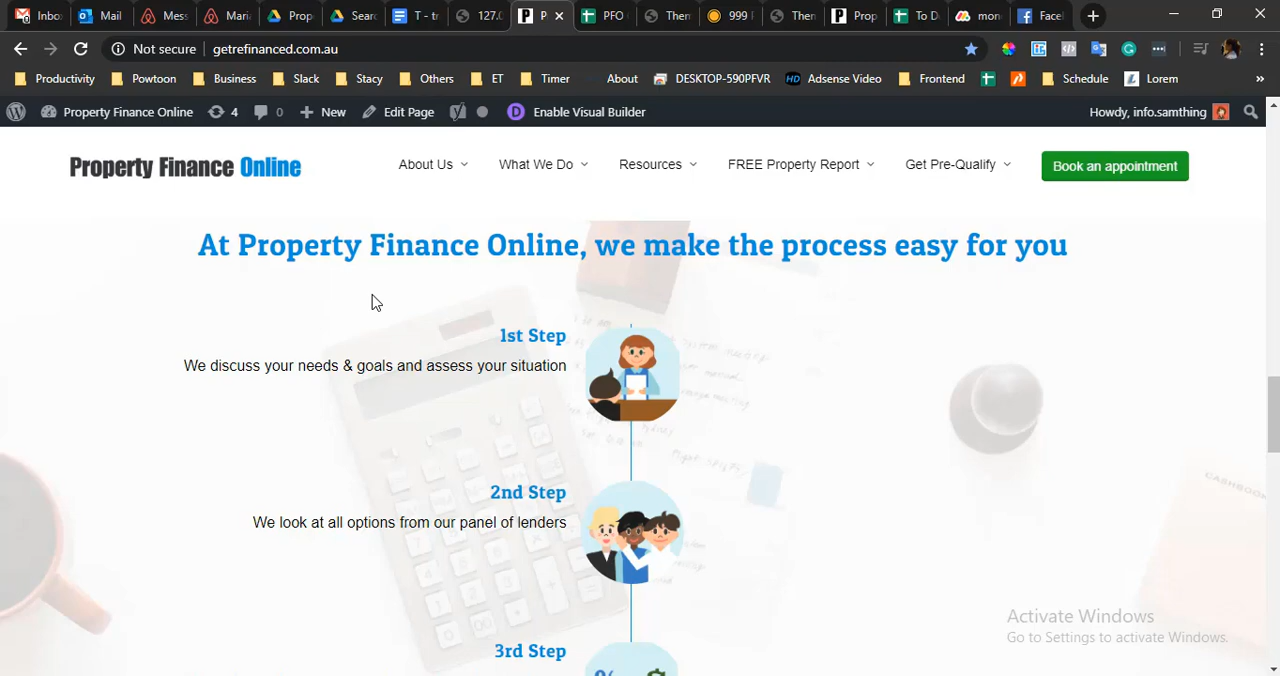 Inbo
Mail
Mess
Mari
Prop
Sear
T - tr
127.0
P
PFO
Then
999 I
Then
Prop
To D
mon
Facel
Not secure
getrefinanced.com.au
Productivity
Powtoon
Business
Slack
Stacy
Others
ET
Timer
About
DESKTOP-590PFVR
HD
Adsense Video
Frontend
Schedule
Lorem
»
Property Finance Online
4
0
New
Edit Page
D
Enable Visual Builder
Howdy, info.samthing
Property Finance Online
About Us
What We Do
Resources
FREE Property Report
Get Pre-Qualify
Book an appointment
At Property Finance Online, we make the process easy for you
1st Step
We discuss your needs & goals and assess your situation
2nd Step
We look at all options from our panel of lenders
CASHBOOK
3rd Step
Activate Windows
Go to Settings to activate Windows.